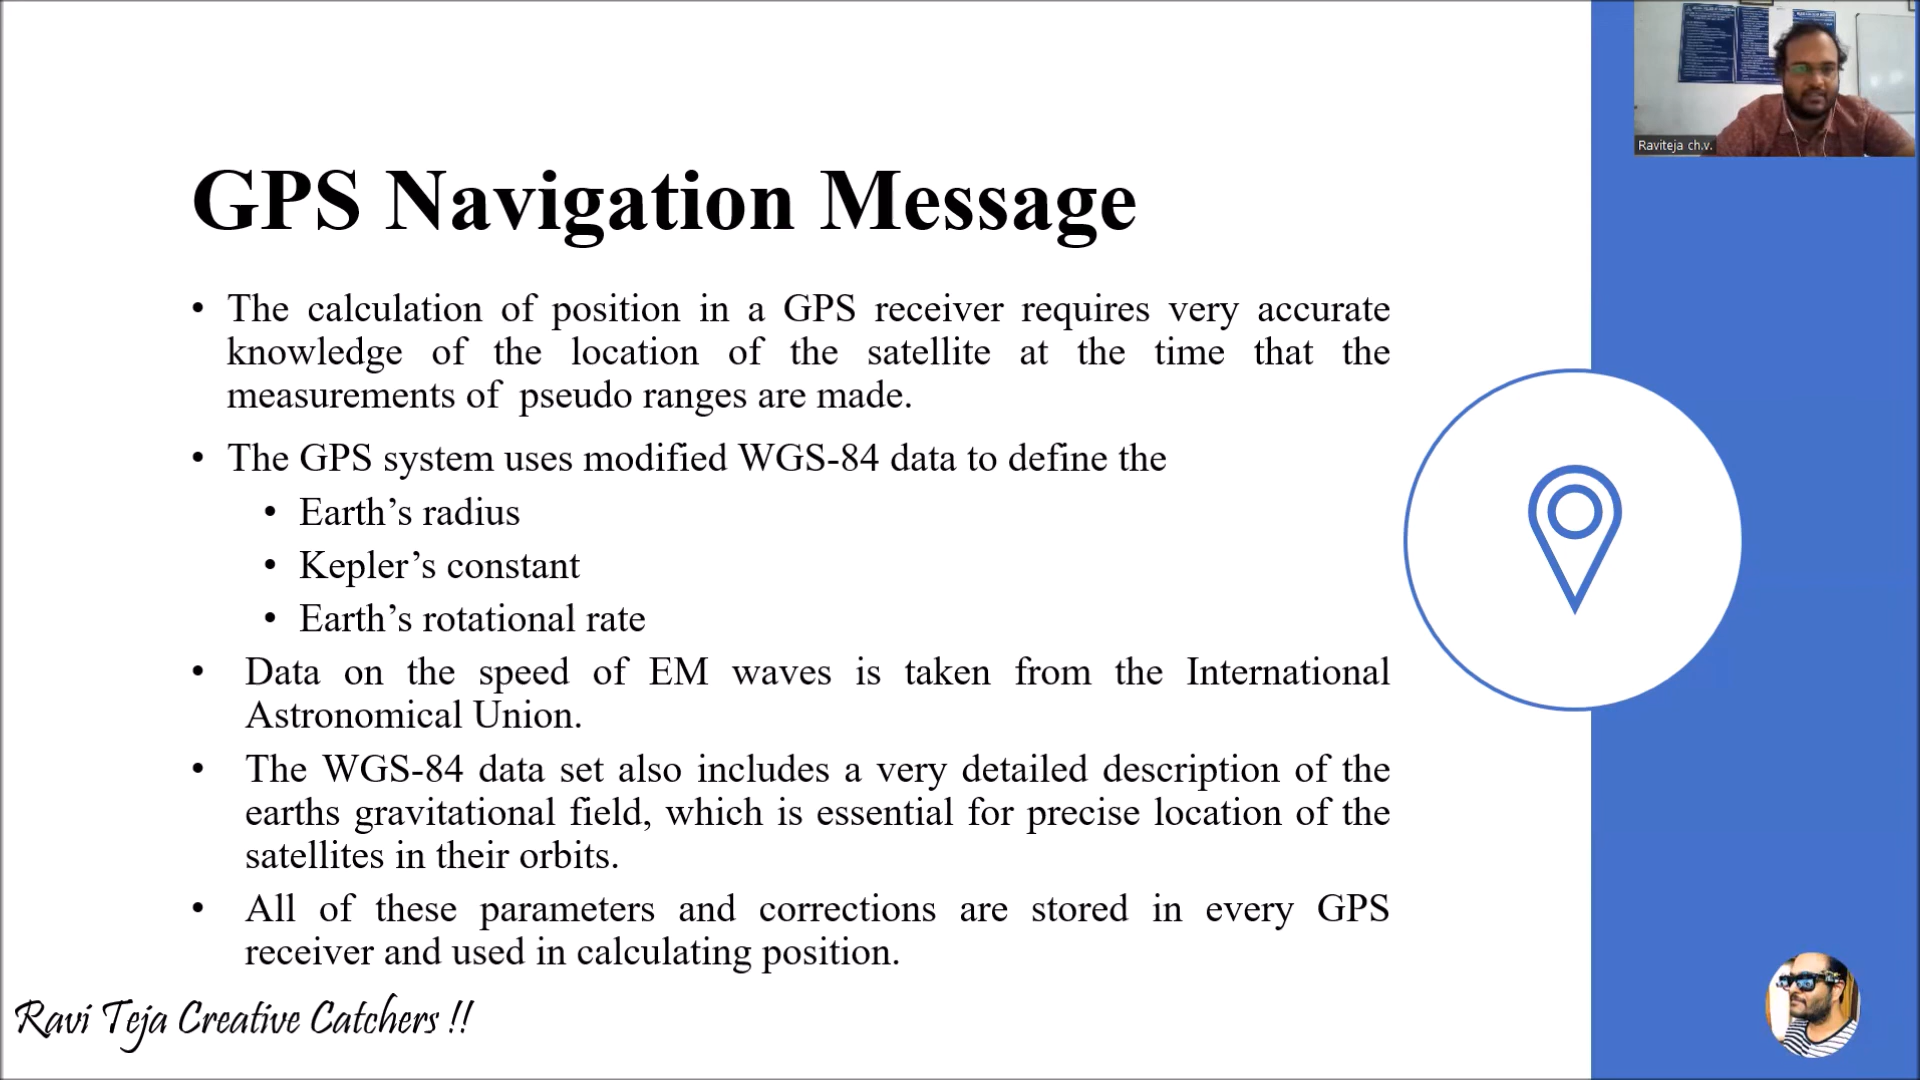 Raviteja ch.v.
GPS Navigation Message
• The calculation of position in a GPS receiver requires very accurate
knowledge of the location of the satellite at the time that the
measurements of pseudo ranges are made.
• The GPS system uses modified WGS-84 data to define the
• Earth’s radius
• Kepler’s constant
• Earth’s rotational rate
• Data on the speed of EM waves is taken from the International
Astronomical Union.
• The WGS-84 data set also includes a very detailed description of the
earths gravitational field, which is essential for precise location of the
satellites in their orbits.
• All of these parameters and corrections are stored in every GPS
receiver and used in calculating position.
Ravi Teja Creative Catchers !!